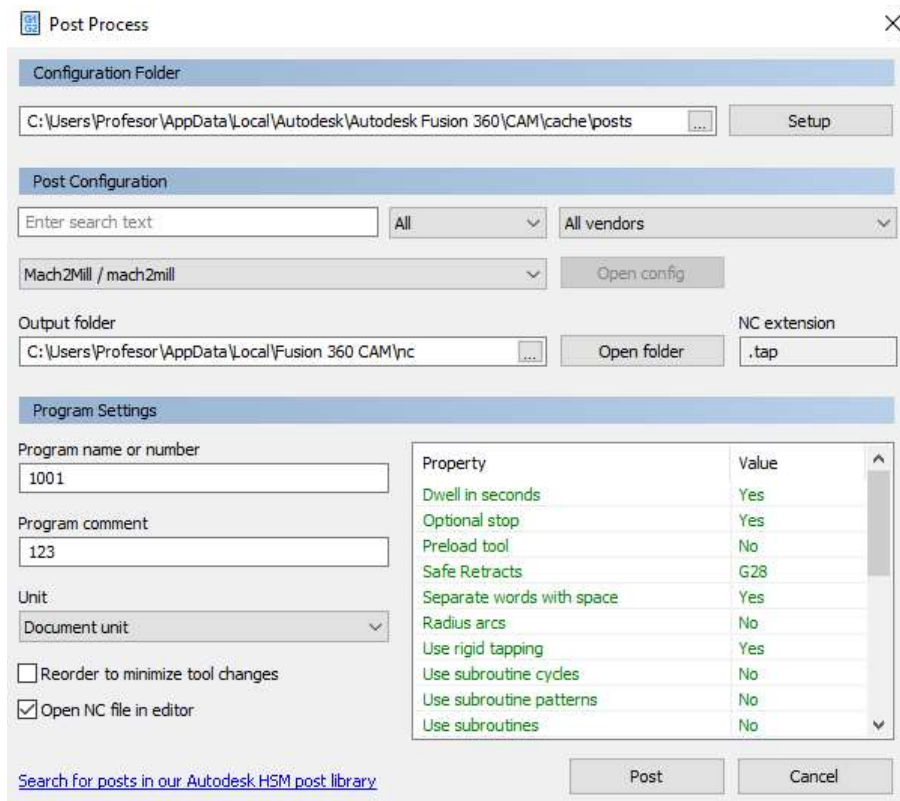 G1
G2
Post Process
Configuration Folder
C:\Users\Profesor\AppData\Local\Autodesk\Autodesk Fusion 360\CAM\cache\posts ... Setup
Post Configuration
Enter search text All All vendors
Mach2Mill / mach2mill Open config
Output folder NC extension
C:\Users\Profesor\AppData\Local\Fusion 360 CAM\nc ... Open folder .tap
Program Settings
Program name or number
1001
Program comment
123
Unit
Document unit
Reorder to minimize tool changes
Open NC file in editor
Property Value
Dwell in seconds Yes
Optional stop Yes
Preload tool No
Safe Retracts G28
Separate words with space Yes
Radius arcs No
Use rigid tapping Yes
Use subroutine cycles No
Use subroutine patterns No
Use subroutines No
Search for posts in our Autodesk HSM post library
Post Cancel